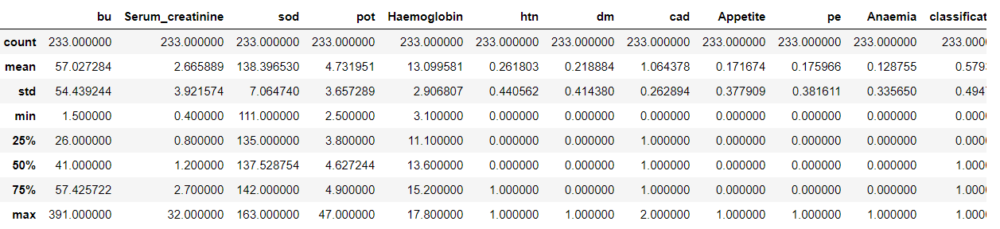 bu Serum_creatinine sod pot Haemoglobin htn dm cad Appetite pe Anaemia classificat
count 233.000000 233.000000 233.000000 233.000000 233.000000 233.000000 233.000000 233.000000 233.000000 233.000000 233.000000 233.000
mean 57.027284 2.665889 138.396530 4.731951 13.099581 0.261803 0.218884 1.064378 0.171674 0.175966 0.128755 0.579
std 54.439244 3.921574 7.064740 3.657289 2.906807 0.440562 0.414380 0.262894 0.377909 0.381611 0.335650 0.494
min 1.500000 0.400000 111.000000 2.500000 3.100000 0.000000 0.000000 0.000000 0.000000 0.000000 0.000000 0.000
25% 26.000000 0.800000 135.000000 3.800000 11.100000 0.000000 0.000000 1.000000 0.000000 0.000000 0.000000 0.000
50% 41.000000 1.200000 137.528754 4.627244 13.600000 0.000000 0.000000 1.000000 0.000000 0.000000 0.000000 1.000
75% 57.425722 2.700000 142.000000 4.900000 15.200000 1.000000 0.000000 1.000000 0.000000 0.000000 0.000000 1.000
max 391.000000 32.000000 163.000000 47.000000 17.800000 1.000000 1.000000 2.000000 1.000000 1.000000 1.000000 1.000